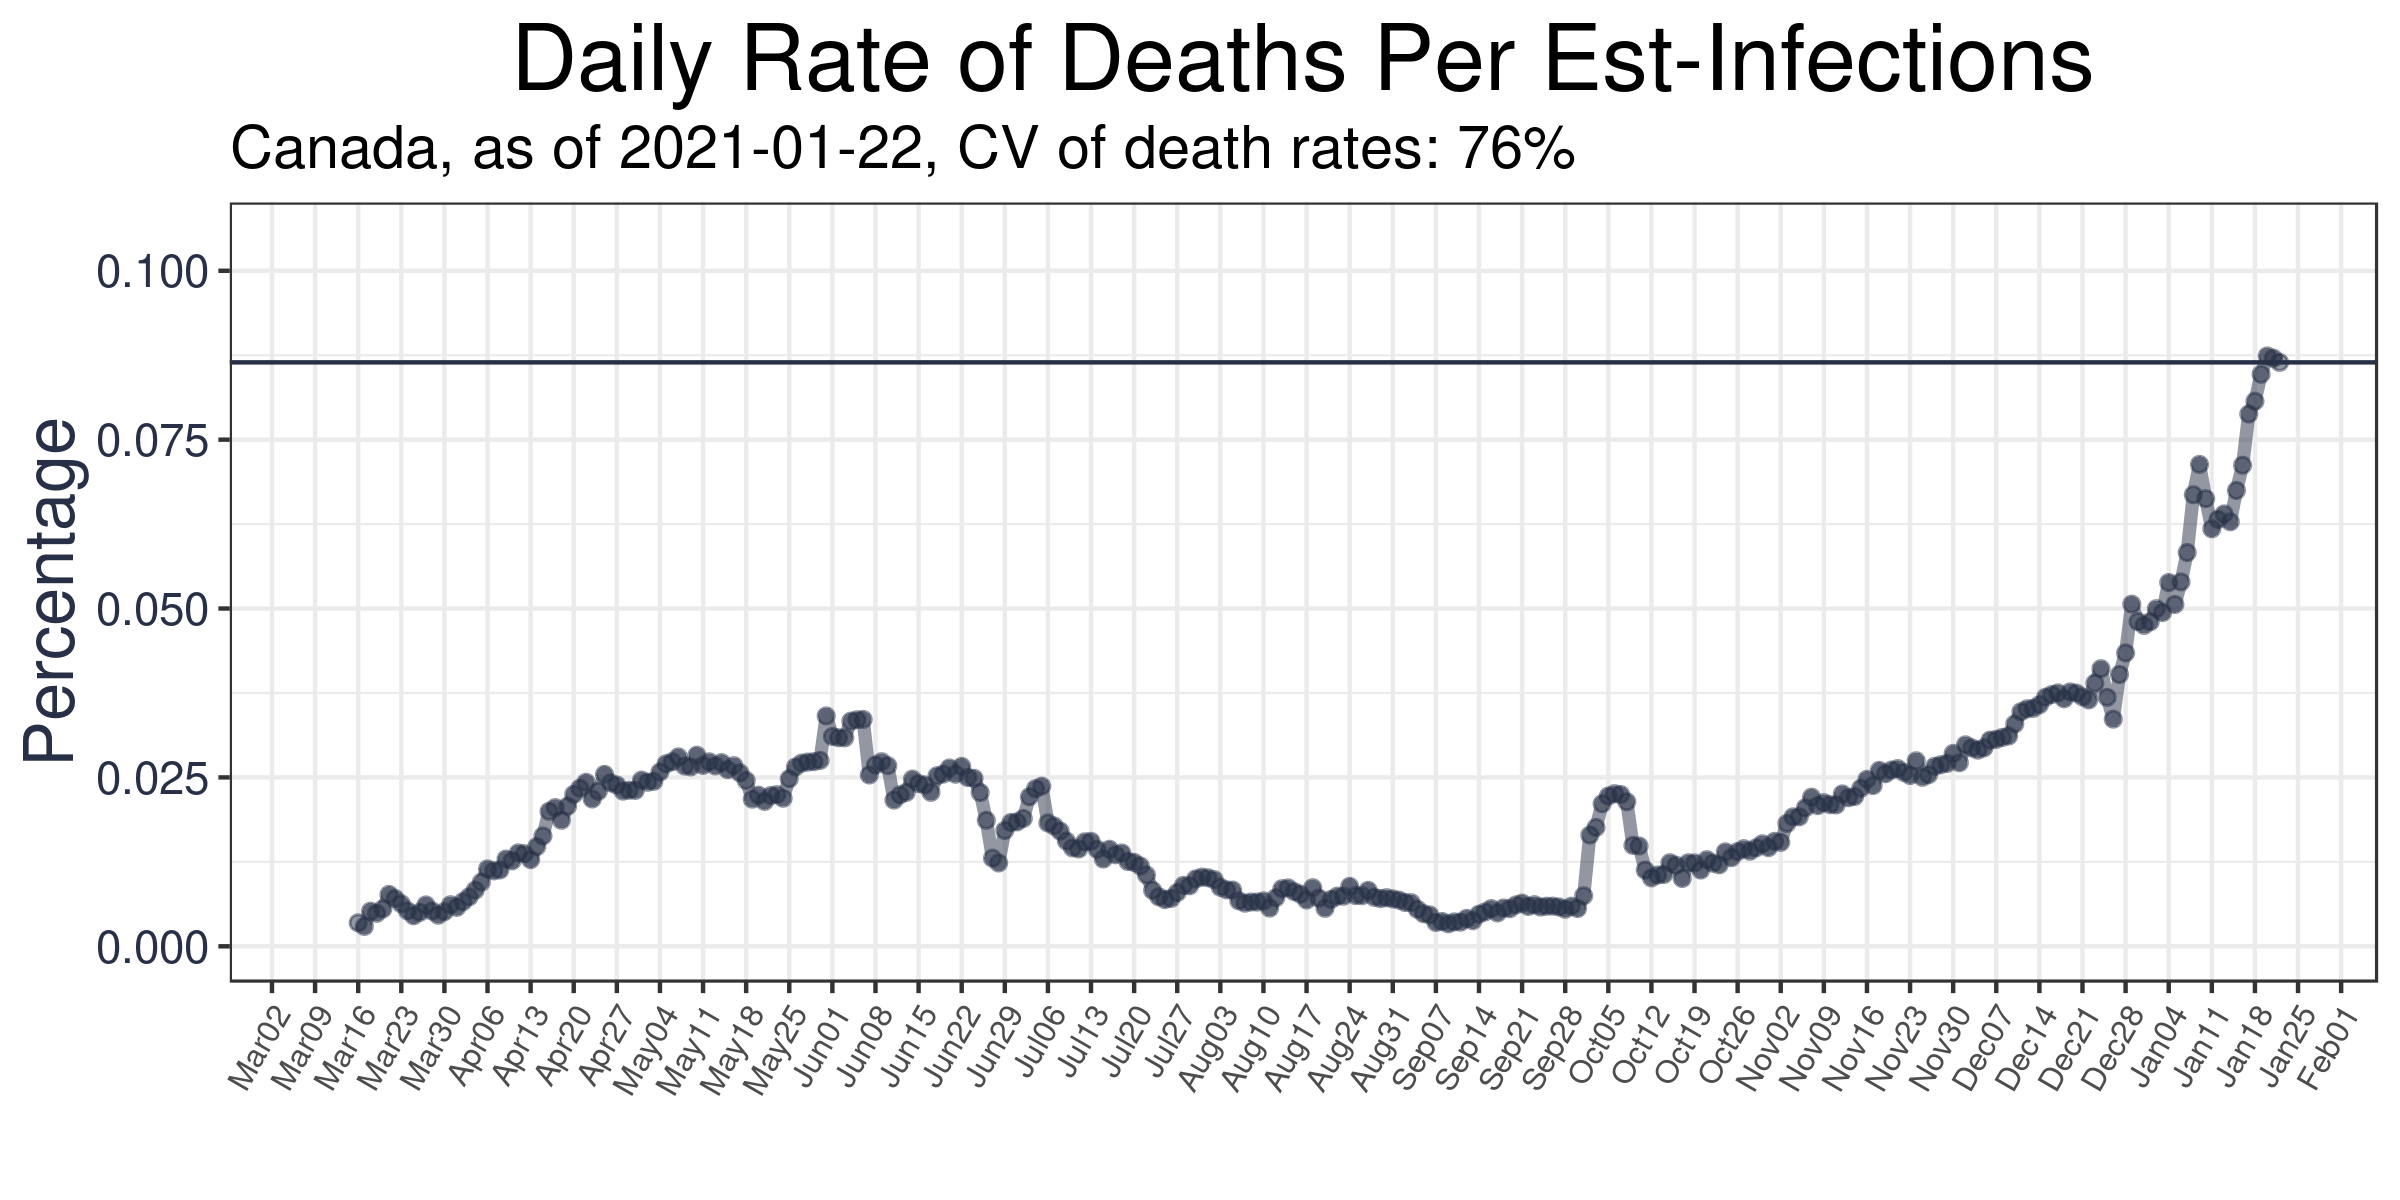 Daily Rate of Deaths Per Est-Infections
Canada, as of 2021-01-22, CV of death rates: 76%
Percentage
0.100
0.075
0.050
0.025
0.000
Mar02
Mar09
Mar16
Mar23
Mar30
Apr06
Apr13
Apr20
Apr27
May04
May11
May18
May25
Jun01
Jun08
Jun15
Jun22
Jun29
Jul06
Jul13
Jul20
Jul27
Aug03
Aug10
Aug17
Aug24
Aug31
Sep07
Sep14
Sep21
Sep28
Oct05
Oct12
Oct19
Oct26
Nov02
Nov09
Nov16
Nov23
Nov30
Dec07
Dec14
Dec21
Dec28
Jan04
Jan11
Jan18
Jan25
Feb01